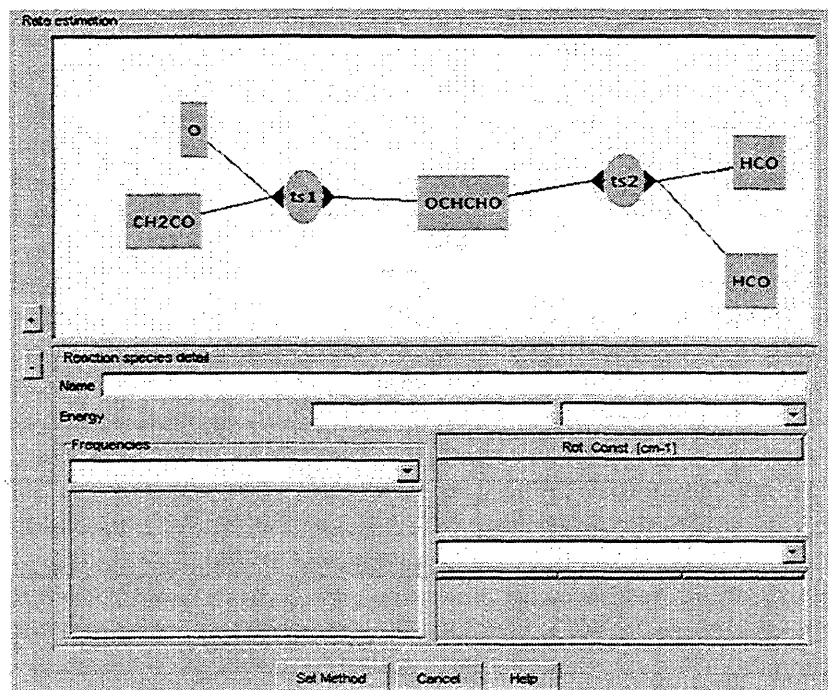 Rate estimation
O
HCO
ts1
ts2
OCHCHO
CH2CO
HCO
+
-
Reaction species detail
Name
Energy
Frequencies
Rot. Const. [cm-1]
Set Method
Cancel
Help